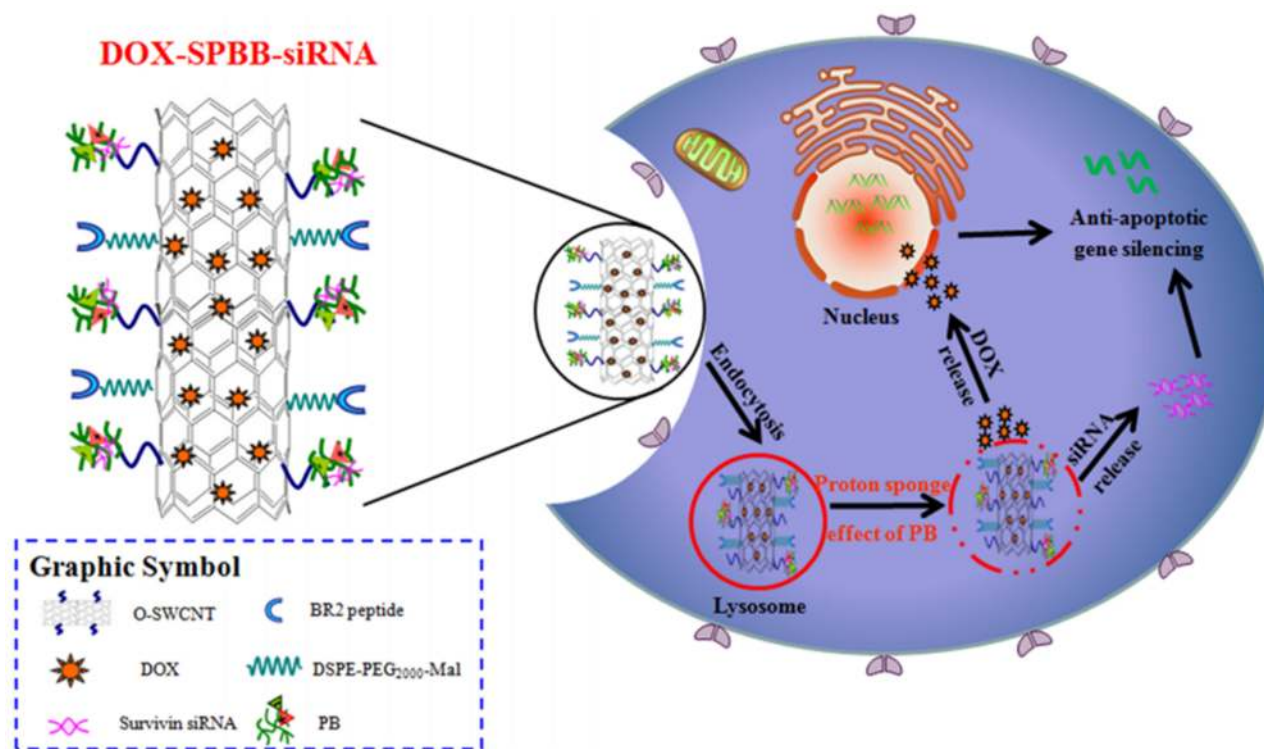 DOX-SPBB-siRNA
Anti-apoptotic
gene silencing
Nucleus
DOX
release
Endocytosis
siRNA
release
Proton sponge
effect of PB
Lysosome
Graphic Symbol
O-SWCNT
BR2 peptide
DOX
DSPE-PEG2000-Mal
Survivin siRNA
PB